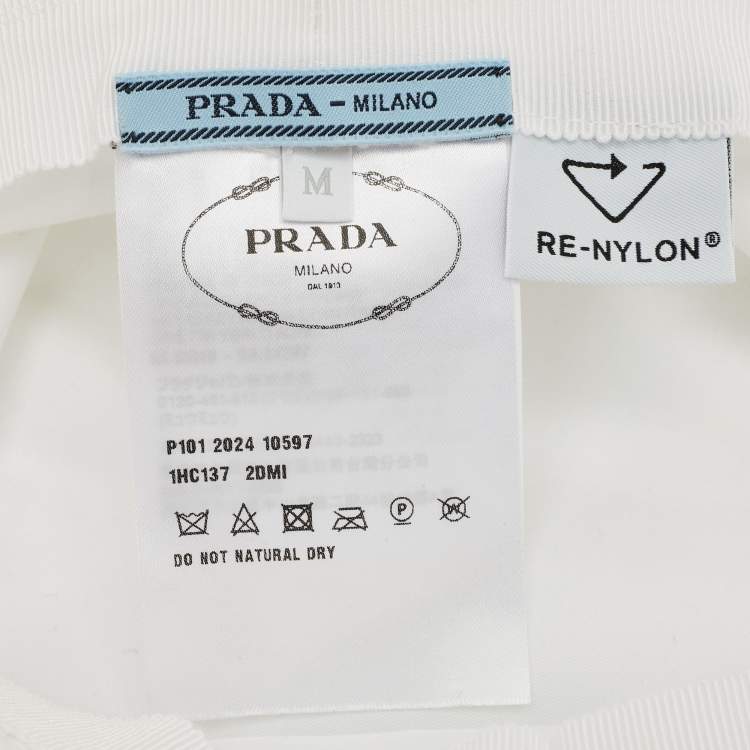 PRADA - MILANO
M
PRADA
MILANO
DAL 1913
RE-NYLON®
P101 2024 10597
1HC137 2DMI
P
W
DO NOT NATURAL DRY